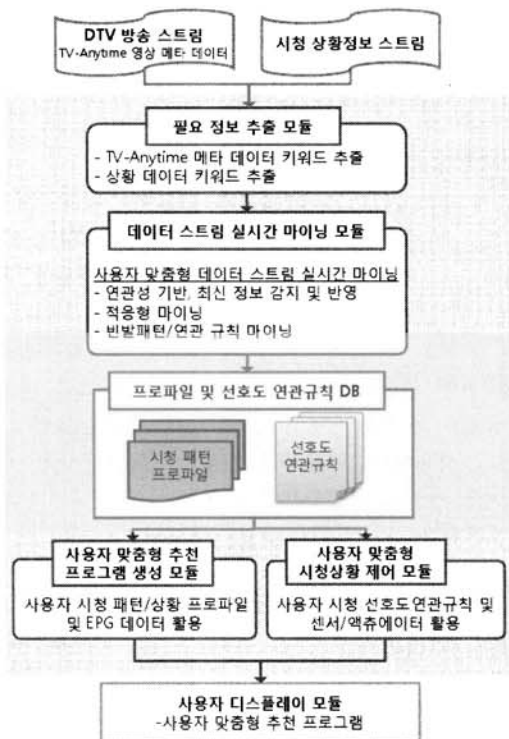 DTV 방송 스트림
TV-Anytime 영상 메타 데이터
시청 상황정보 스트림
필요 정보 추출 모듈
- TV-Anytime 메타 데이터 키워드 추출
- 상황 데이터 키워드 추출
데이터 스트림 실시간 마이닝 모듈
사용자 맞춤형 데이터 스트림 실시간 마이닝
- 연관성 기반, 최신 정보 감지 및 반영
- 적응형 마이닝
- 빈발패턴/연관 규칙 마이닝
프로파일 및 선호도 연관규칙 DB
시청 패턴
프로파일
선호도
연관규칙
사용자 맞춤형 추천
프로그램 생성 모듈
사용자 시청 패턴/상황 프로파일
및 EPG 데이터 활용
사용자 맞춤형
시청상황 제어 모듈
사용자 시청 선호도연관규칙 및
센서/액츄에이터 활용
사용자 디스플레이 모듈
-사용자 맞춤형 추천 프로그램